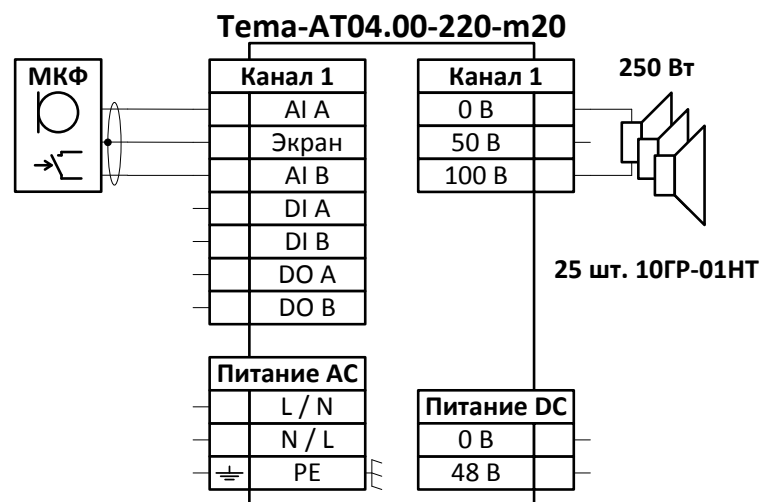 Tema-AT04.00-220-m20
МКФ
Канал 1
AI A
Экран
AI B
DI A
DI B
DO A
DO B
Канал 1
0 В
50 В
100 В
250 Вт
25 шт. 10ГР-01НТ
Питание AC
L / N
N / L
PE
Питание DC
0 В
48 В